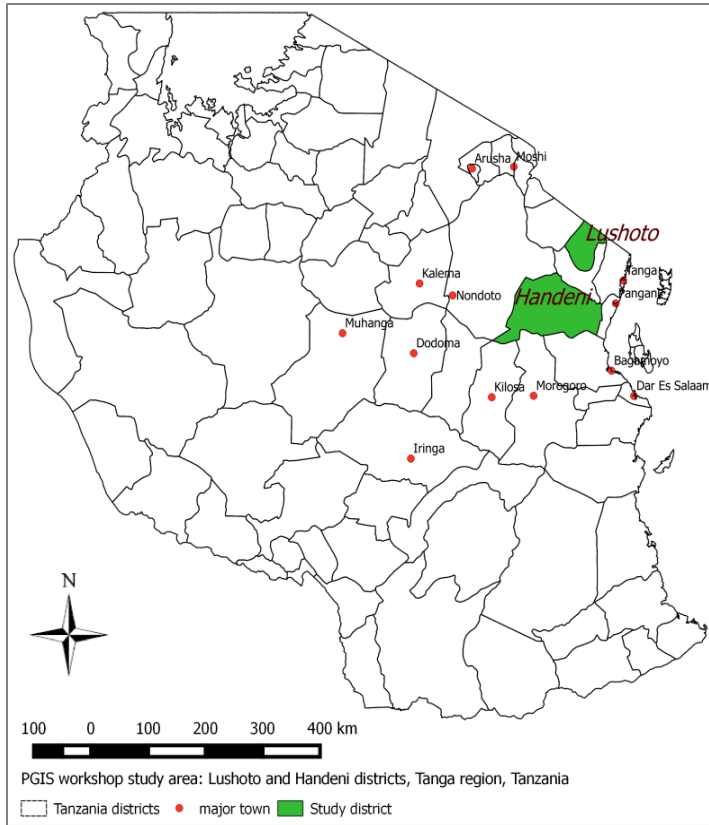 Arusha
Moshi
Lushoto
Tanga
Kalema
Nondoto
Handeni
Pangani
Muhanga
Dodoma
Bagamoyo
Kilosa
Morogoro
Dar Es Salaam
Iringa
N
100 0 100 200 300 400 km
PGIS workshop study area: Lushoto and Handeni districts, Tanga region, Tanzania
Tanzania districts major town Study district